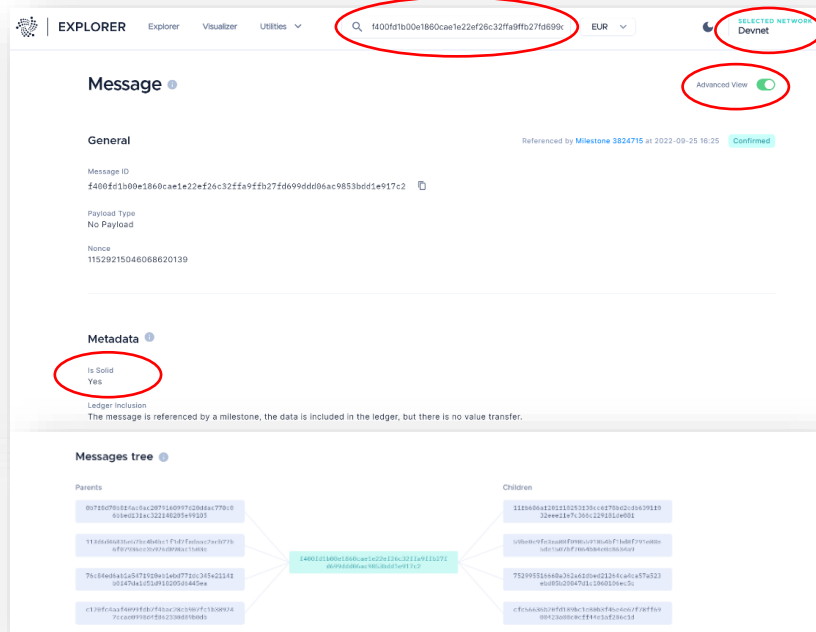 EXPLORER Explorer Visualizer Utilities f400fd1b00e1860cae1e22ef26c32ffa9ffb27fd699 EUR SELECTED NETWORK
Devnet
Message
Advanced View
General
Referenced by Milestone 3824715 at 2022-09-25 16:25 Confirmed
Message ID
f400fd1b00e1860cae1e22ef26c32ffa9ffb27fd699ddd06ac9853bdd1e917c2
Payload Type
No Payload
Nonce
11529215046068620139
Metadata
Is Solid
Yes
Ledger Inclusion
The message is referenced by a milestone, the data is included in the ledger, but there is no value transfer.
Messages tree
Parents Children